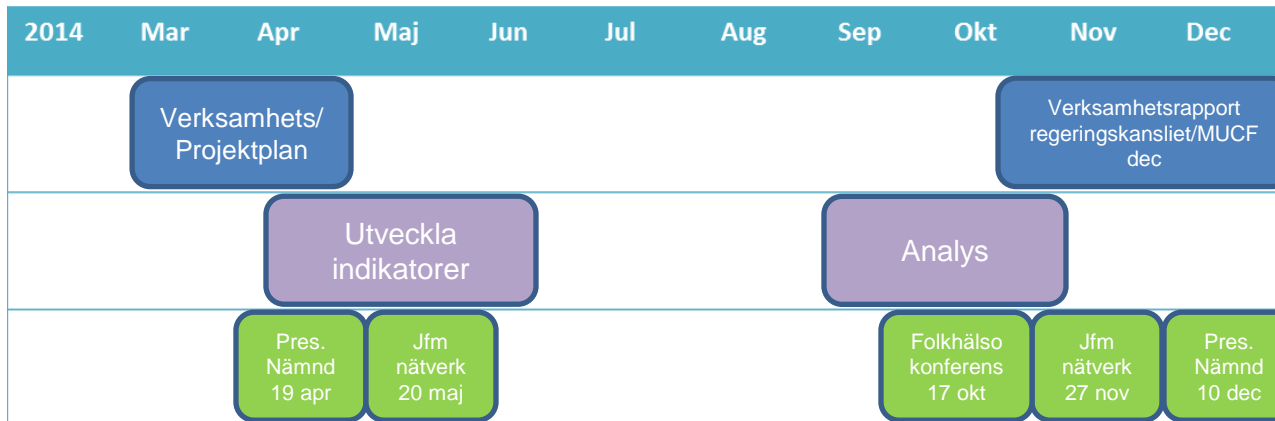 2014 Mar Apr Maj Jun Jul Aug Sep Okt Nov Dec
Verksamhets/
Projektplan
Verksamhetsrapport
regeringskansliet/MUCF
dec
Utveckla
indikatorer
Analys
Pres.
Nämnd
19 apr
Jfm
nätverk
20 maj
Folkhälso
konferens
17 okt
Jfm
nätverk
27 nov
Pres.
Nämnd
10 dec